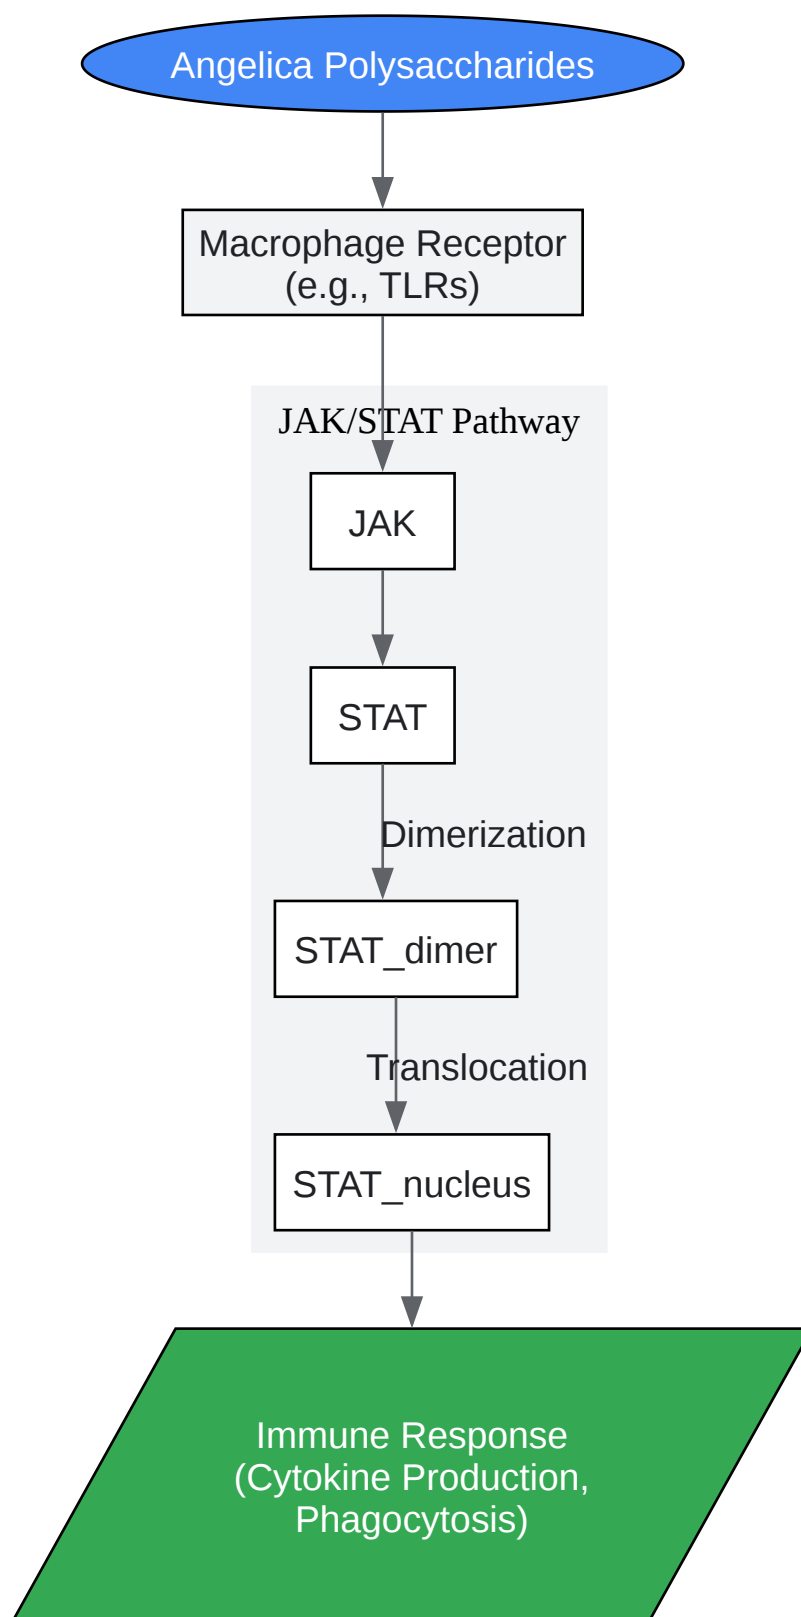 Angelica Polysaccharides
Macrophage Receptor
(e.g., TLRs)
JAK/STAT Pathway
JAK
STAT
Dimerization
STAT_dimer
Translocation
STAT_nucleus
Immune Response
(Cytokine Production,
Phagocytosis)